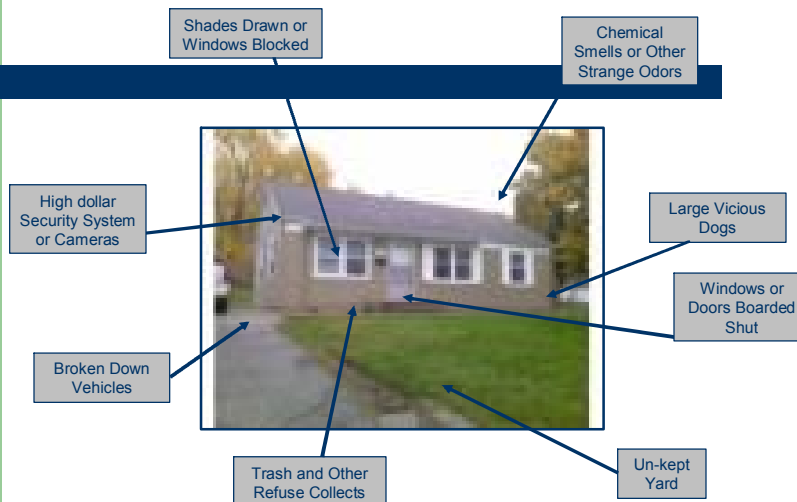 Shades Drawn or
Windows Blocked
Chemical
Smells or Other
Strange Odors
High dollar
Security System
or Cameras
Large Vicious
Dogs
Windows or
Doors Boarded
Shut
Broken Down
Vehicles
Trash and Other
Refuse Collects
Un-kept
Yard